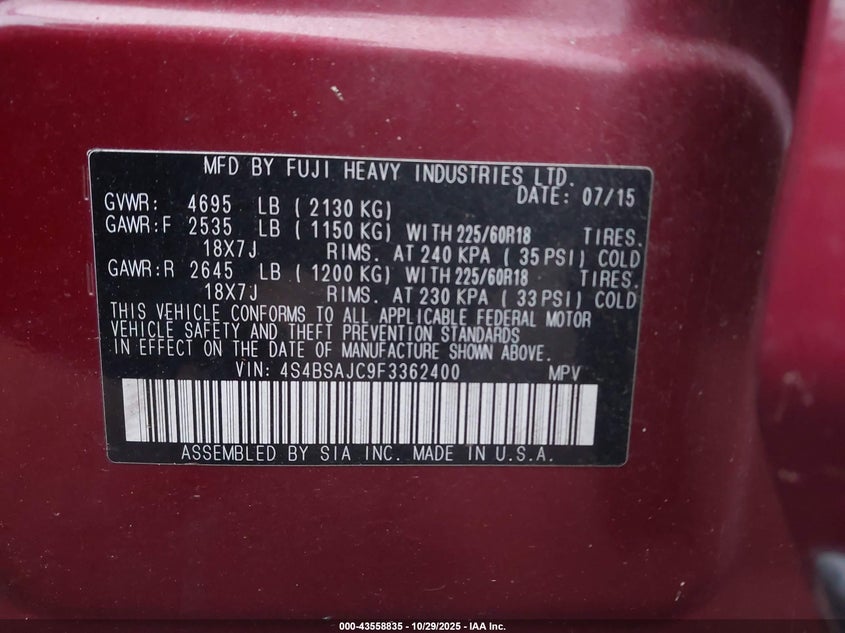 MFD BY FUJI HEAVY INDUSTRIES LTD.
DATE: 07/15
GVWR: 4695 LB ( 2130 KG)
GAWR:F 2535 LB ( 1150 KG) WITH 225/60R18 TIRES.
18X7J RIMS. AT 240 KPA ( 35 PSI) COLD
GAWR:R 2645 LB ( 1200 KG) WITH 225/60R18 TIRES.
18X7J RIMS. AT 230 KPA ( 33 PSI) COLD
THIS VEHICLE CONFORMS TO ALL APPLICABLE FEDERAL MOTOR
VEHICLE SAFETY AND THEFT PREVENTION STANDARDS
IN EFFECT ON THE DATE OF MANUFACTURE SHOWN ABOVE.
VIN: 4S4BSAJC9F3362400 MPV
ASSEMBLED BY SIA INC. MADE IN U.S.A.
000-43558835 - 10/29/2025 - IAA Inc.